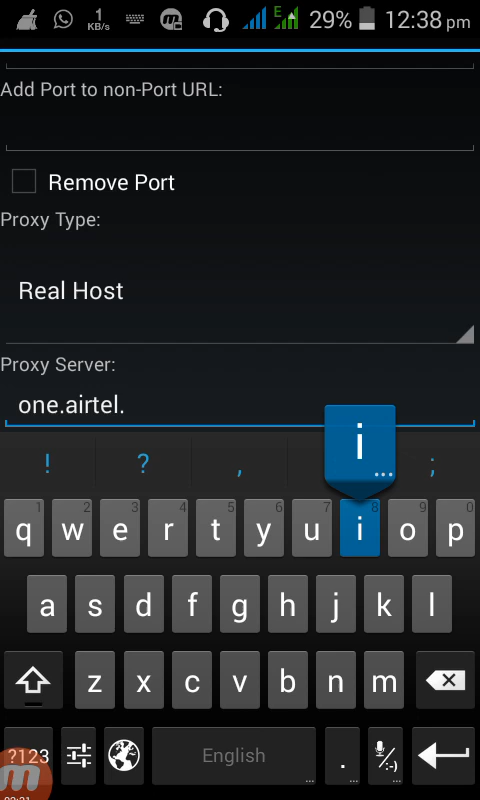 1 KB/s E 29% 12:38 pm
Add Port to non-Port URL:
Remove Port
Proxy Type:
Real Host
Proxy Server:
one.airtel.
i ...
! ? , ;
1 2 3 4 5 6 7 8 9 0
q w e r t y u i o p
a s d f g h j k l
z x c v b n m
?123 English ... . ... :-) ...